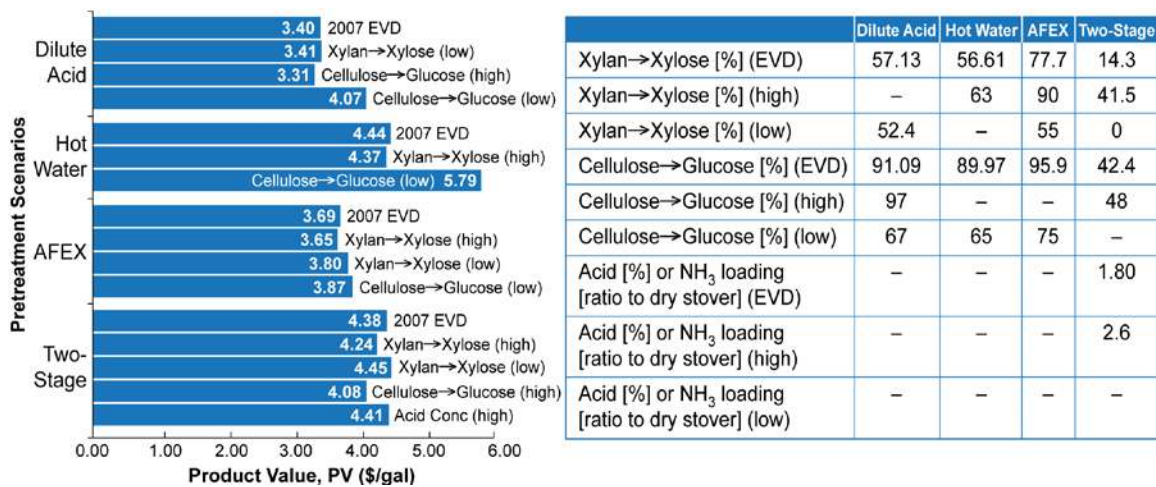 Pretreatment Scenarios
Dilute
Acid
3.40 2007 EVD
3.41 Xylan→Xylose (low)
3.31 Cellulose→Glucose (high)
4.07 Cellulose→Glucose (low)
Hot
Water
4.44 2007 EVD
4.37 Xylan→Xylose (high)
Cellulose→Glucose (low) 5.79
AFEX
3.69 2007 EVD
3.65 Xylan→Xylose (high)
3.80 Xylan→Xylose (low)
3.87 Cellulose→Glucose (low)
Two-
Stage
4.38 2007 EVD
4.24 Xylan→Xylose (high)
4.45 Xylan→Xylose (low)
4.08 Cellulose→Glucose (high)
4.41 Acid Conc (high)
0.00 1.00 2.00 3.00 4.00 5.00 6.00
Product Value, PV ($/gal)
Dilute Acid Hot Water AFEX Two-Stage
Xylan→Xylose [%] (EVD) 57.13 56.61 77.7 14.3
Xylan→Xylose [%] (high) – 63 90 41.5
Xylan→Xylose [%] (low) 52.4 – 55 0
Cellulose→Glucose [%] (EVD) 91.09 89.97 95.9 42.4
Cellulose→Glucose [%] (high) 97 – – 48
Cellulose→Glucose [%] (low) 67 65 75 –
Acid [%] or NH₃ loading
[ratio to dry stover] (EVD) – – – 1.80
Acid [%] or NH₃ loading
[ratio to dry stover] (high) – – – 2.6
Acid [%] or NH₃ loading
[ratio to dry stover] (low) – – – –